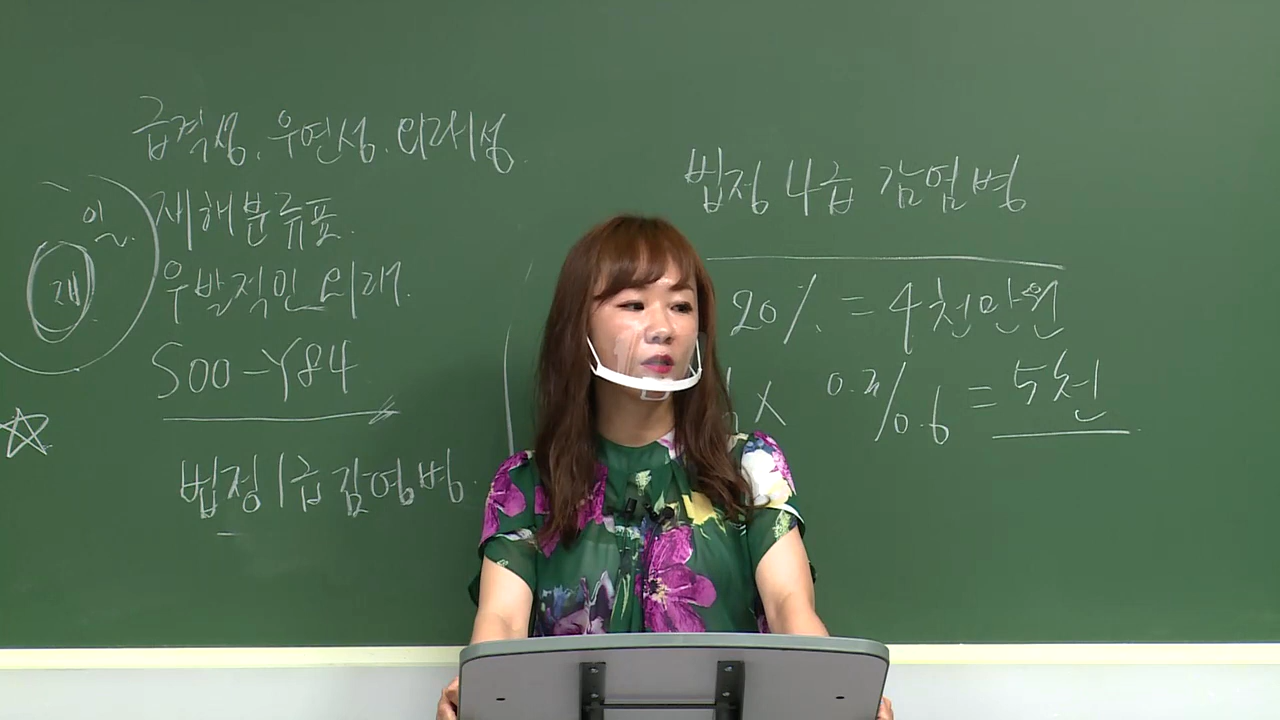 급격성, 우연성, 외래성
이
재
재해분류표.
우발적인 외래.
S00-Y84
법정1급감염병.
법정 4급 감염병
20% = 4천만원
X 0. %0.6 = 5천